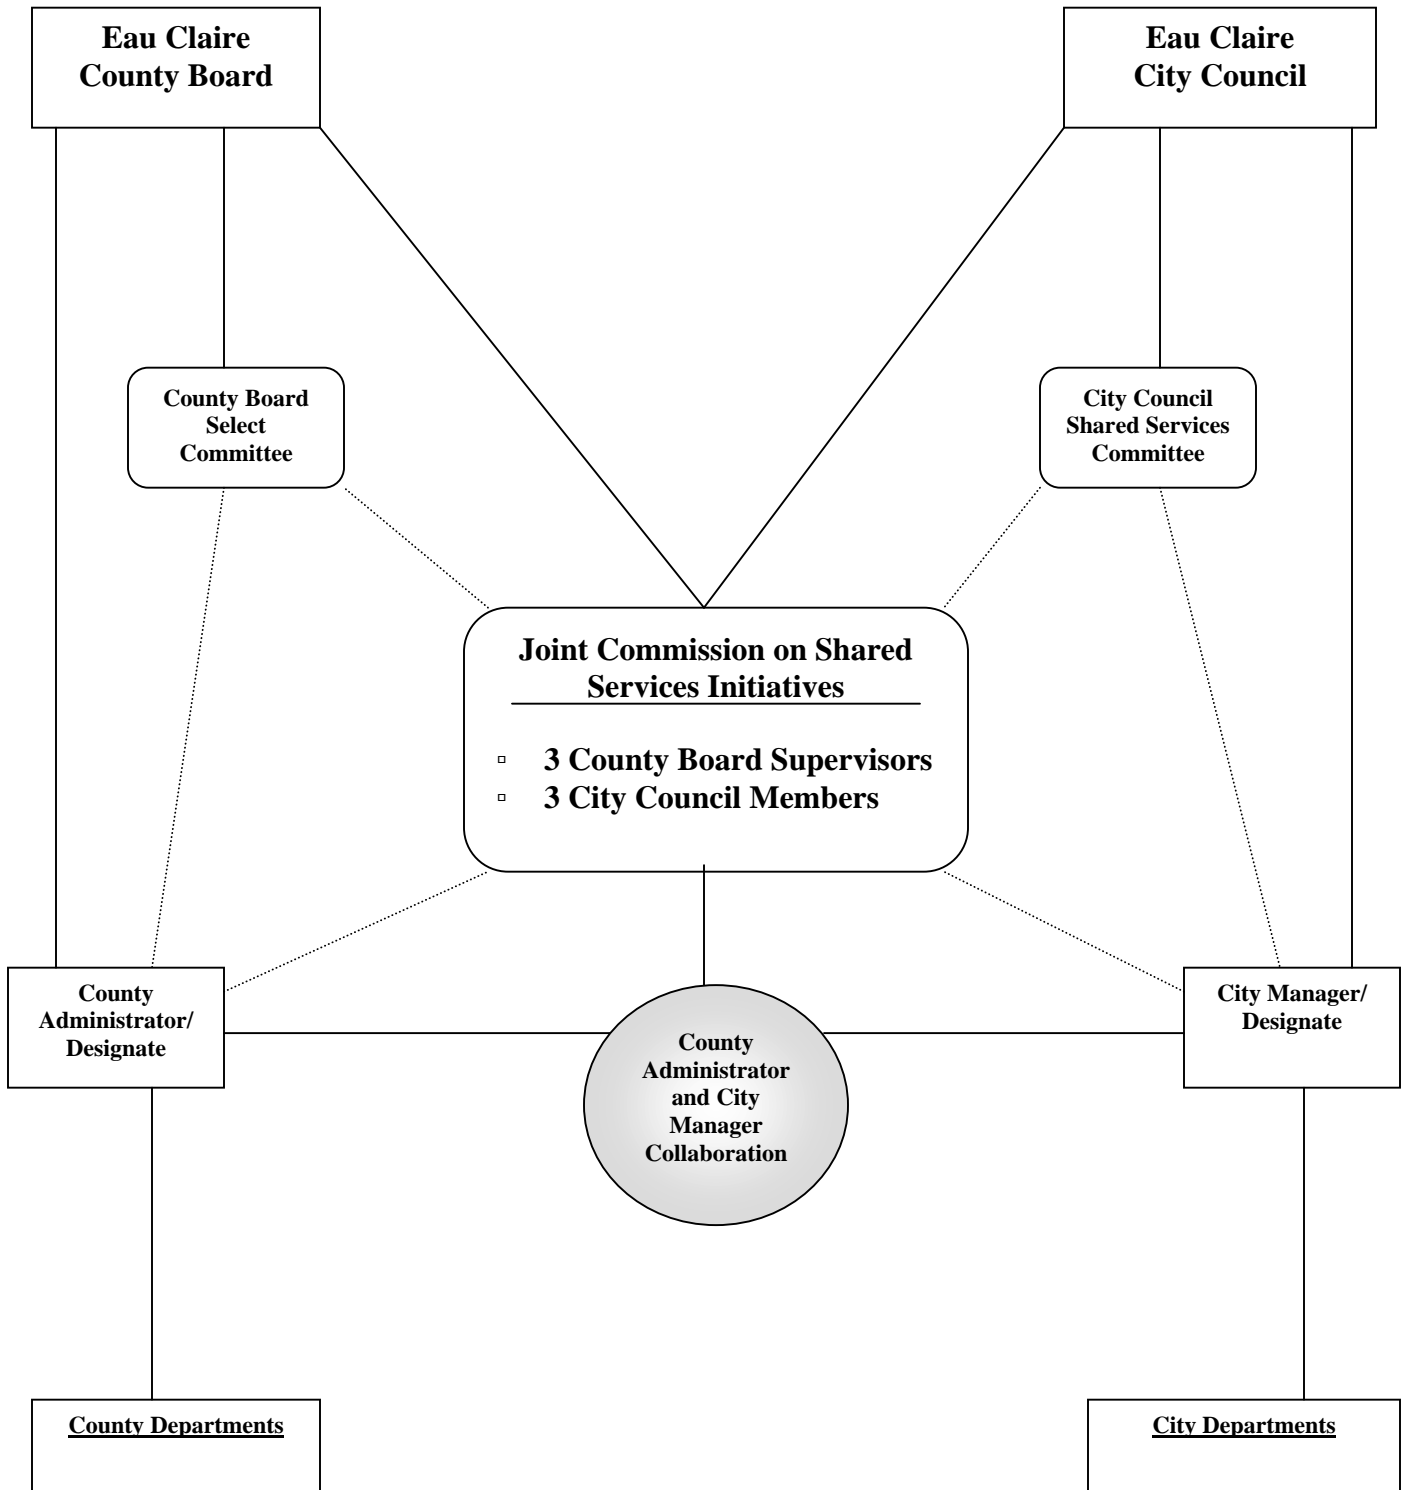 Eau Claire
County Board
Eau Claire
City Council
County Board
Select
Committee
City Council
Shared Services
Committee
Joint Commission on Shared
Services Initiatives
▫ 3 County Board Supervisors
▫ 3 City Council Members
County
Administrator/
Designate
City Manager/
Designate
County
Administrator
and City
Manager
Collaboration
County Departments
City Departments